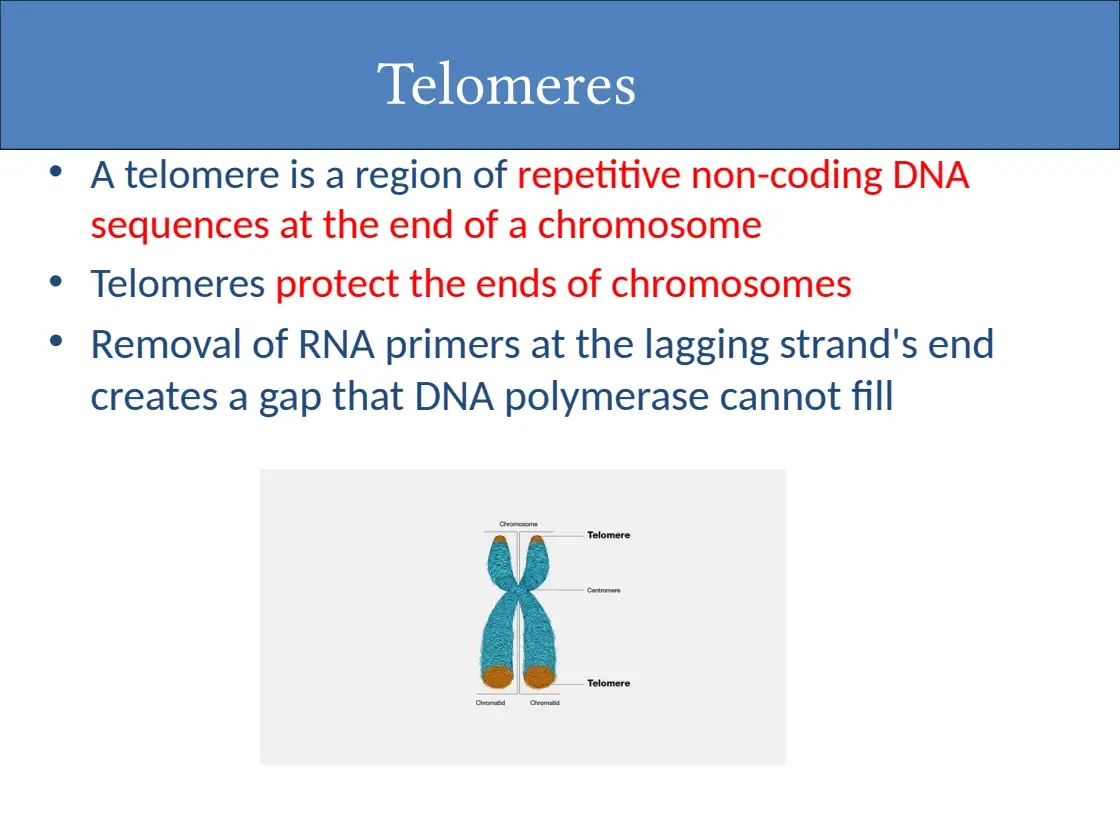 Telomeres
• A telomere is a region of repetitive non-coding DNA
sequences at the end of a chromosome
• Telomeres protect the ends of chromosomes
• Removal of RNA primers at the lagging strand's end
creates a gap that DNA polymerase cannot fill
Chromosome
Telomere
Centromere
Telomere
Chromatid Chromatid